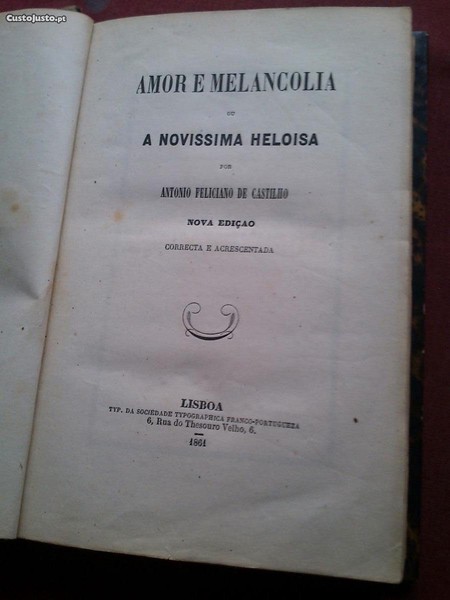 CustoJusto.pt
AMOR E MELANCOLIA
OU
A NOVISSIMA HELOISA
POR
ANTONIO FELICIANO DE CASTILHO
NOVA EDIÇAO
CORRECTA E ACRESCENTADA
LISBOA
TYP. DA SOCIEDADE TYPOGRAPHICA FRANCO-PORTUGUEZA
6, Rua do Thesouro Velho, 6.
1861